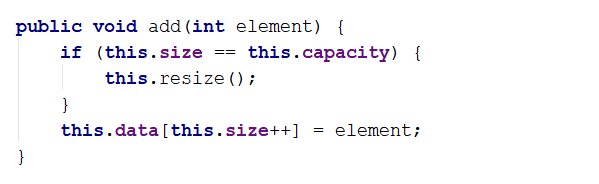 public void add(int element) {
    if (this.size == this.capacity) {
        this.resize();
    }
    this.data[this.size++] = element;
}